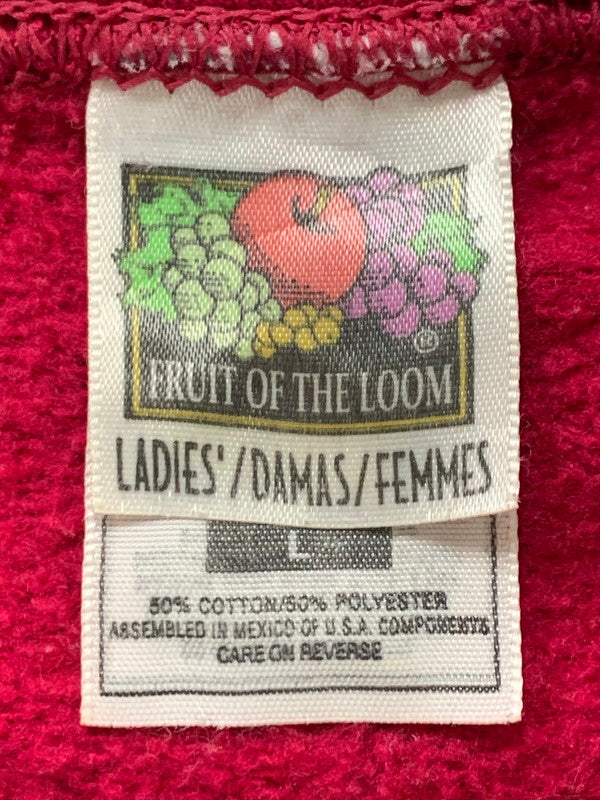 ®
FRUIT OF THE LOOM
LADIES'/DAMAS/FEMMES
L
50% COTTON/50% POLYESTER
ASSEMBLED IN MEXICO OF U.S.A. COMPONENTS
CARE ON REVERSE